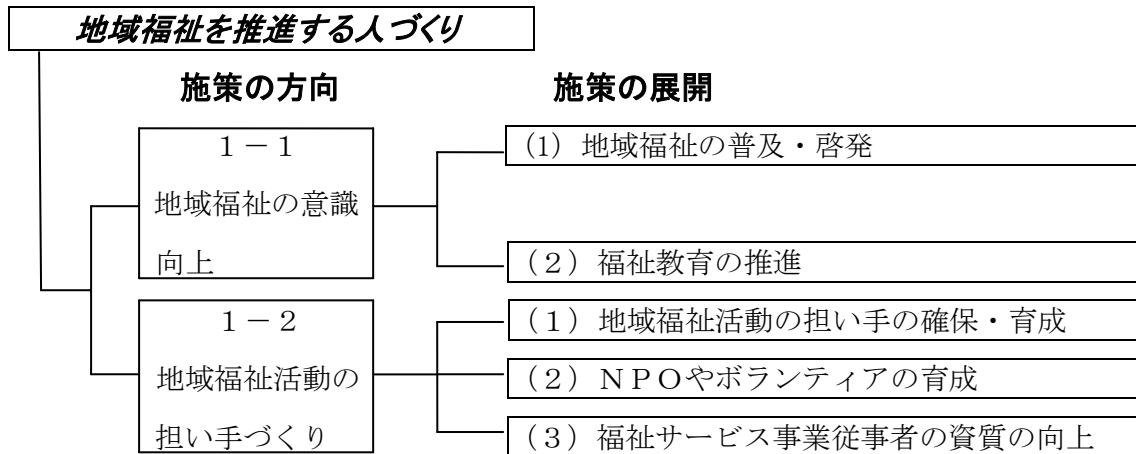 地域福祉を推進する人づくり
施策の方向
施策の展開
１－１
地域福祉の意識
向上
(1) 地域福祉の普及・啓発
（２）福祉教育の推進
１－２
地域福祉活動の
担い手づくり
（１）地域福祉活動の担い手の確保・育成
（２）ＮＰＯやボランティアの育成
（３）福祉サービス事業従事者の資質の向上